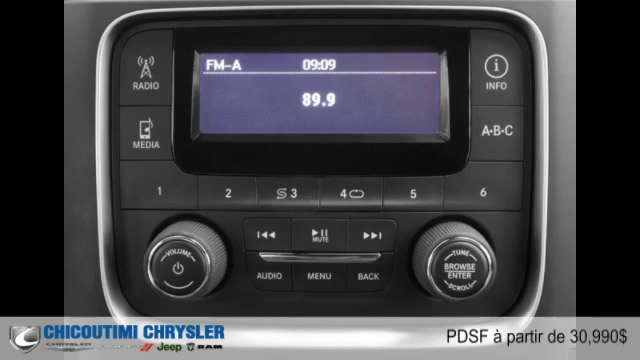 FM-A 09:09
89.9
RADIO
MEDIA
i
INFO
A-B-C
1 2 3 4 5 6
MUTE
VOLUME
AUDIO MENU BACK
TUNE
BROWSE
ENTER
SCROLL
CHICOUTIMI CHRYSLER
CHRYSLER Jeep RAM
PDSF à partir de 30,990$